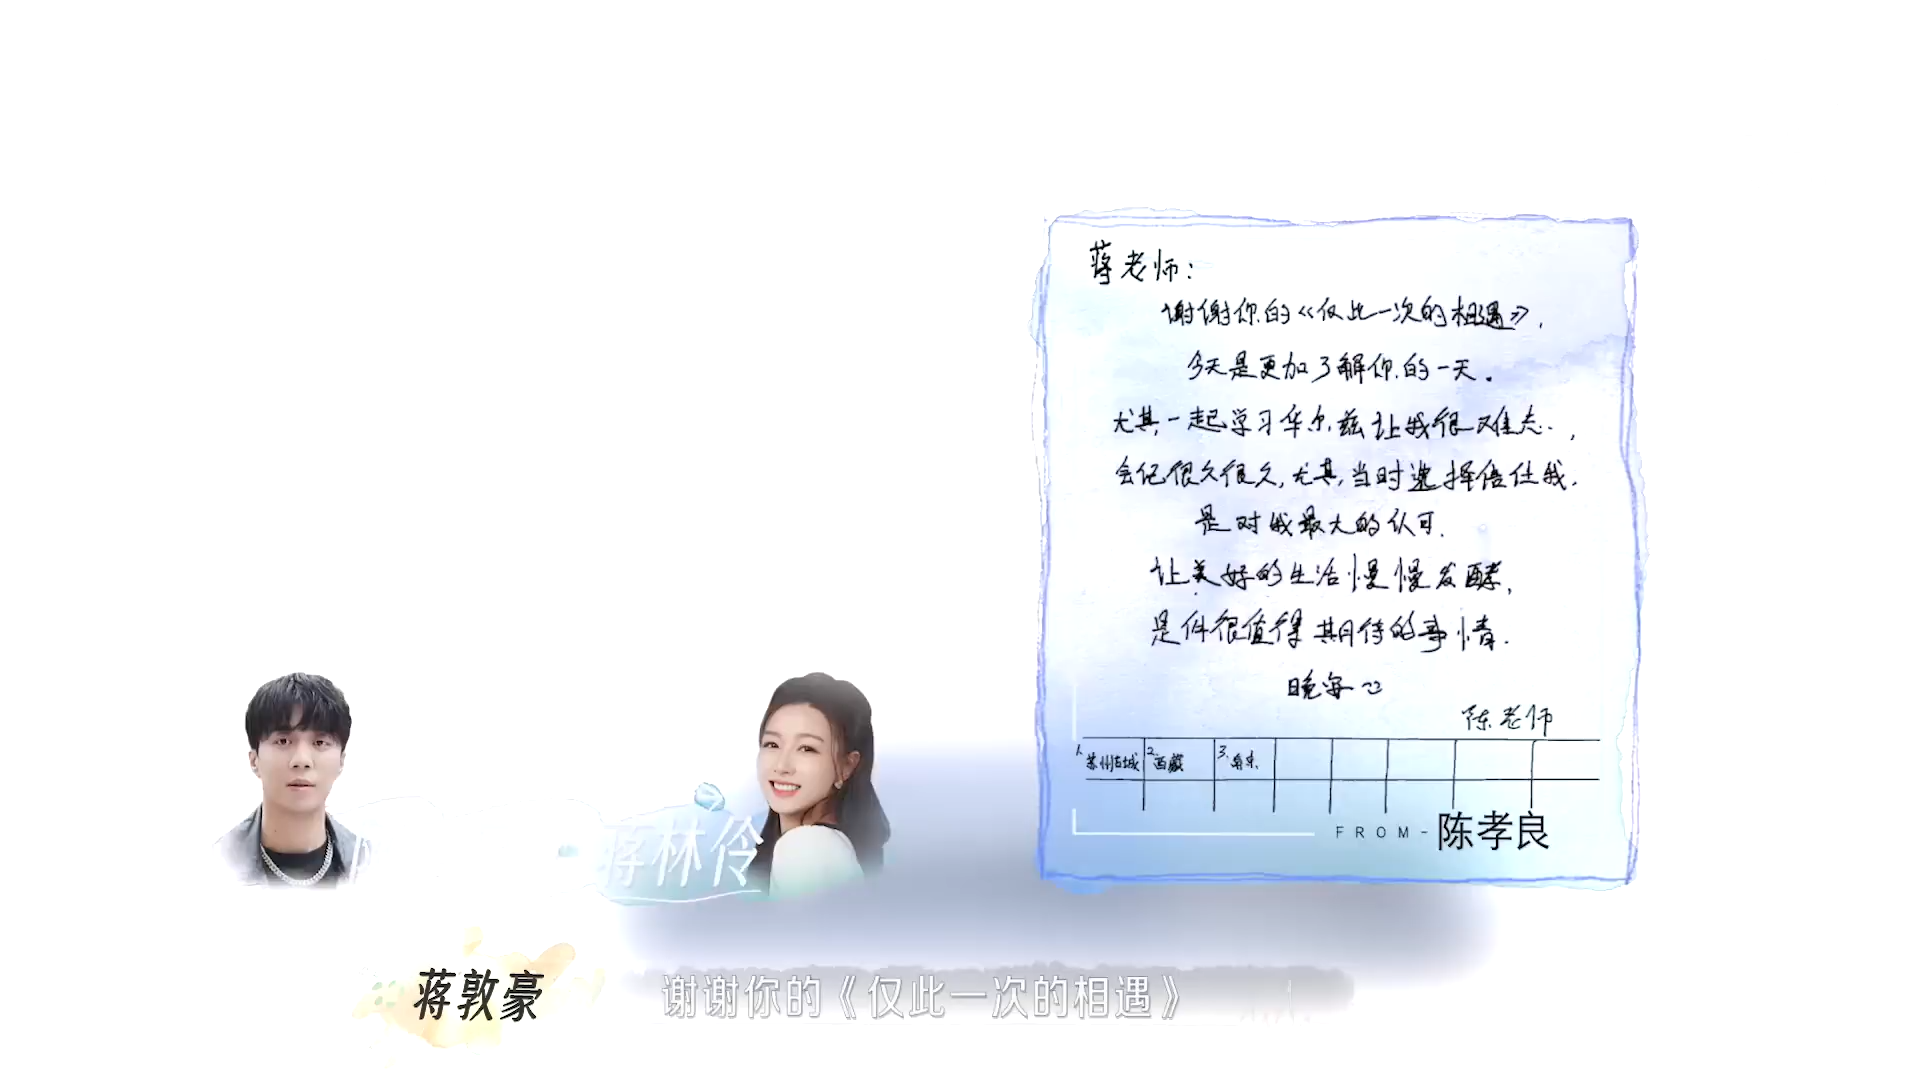 蒋老师：
谢谢你的《仅此一次的相遇》，
今天是更加了解你的一天。
尤其一起学习华尔兹让我很难忘，
会记很久很久，尤其，当时选择信任我.
是对我最大的认可.
让美好的生活慢慢发酵，
是件很值得期待的事情.
晚安~
陈老师
1. 苏州古城 2. 西藏 3.
FROM-陈孝良
蒋林伶
蒋敦豪
谢谢你的《仅此一次的相遇》